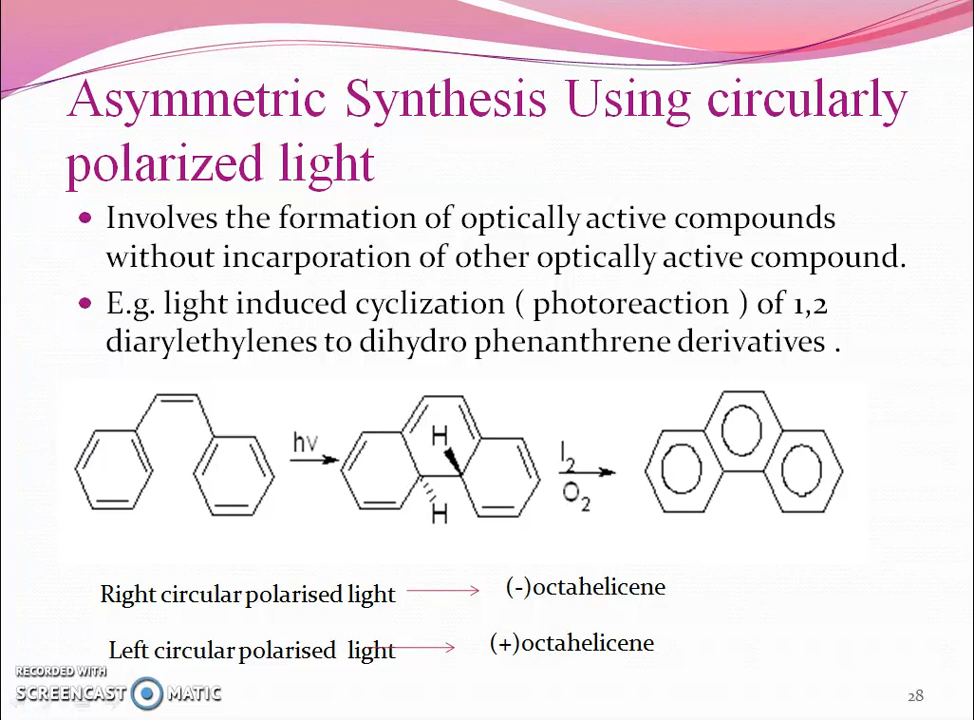 Asymmetric Synthesis Using circularly
polarized light
Involves the formation of optically active compounds
without incarporation of other optically active compound.
E.g. light induced cyclization ( photoreaction ) of 1,2
diarylethylenes to dihydro phenanthrene derivatives .
hν
H
H
I2
O2
Right circular polarised light
(-)octahelicene
Left circular polarised light
(+)octahelicene
RECORDED WITH
SCREENCAST MATIC
28